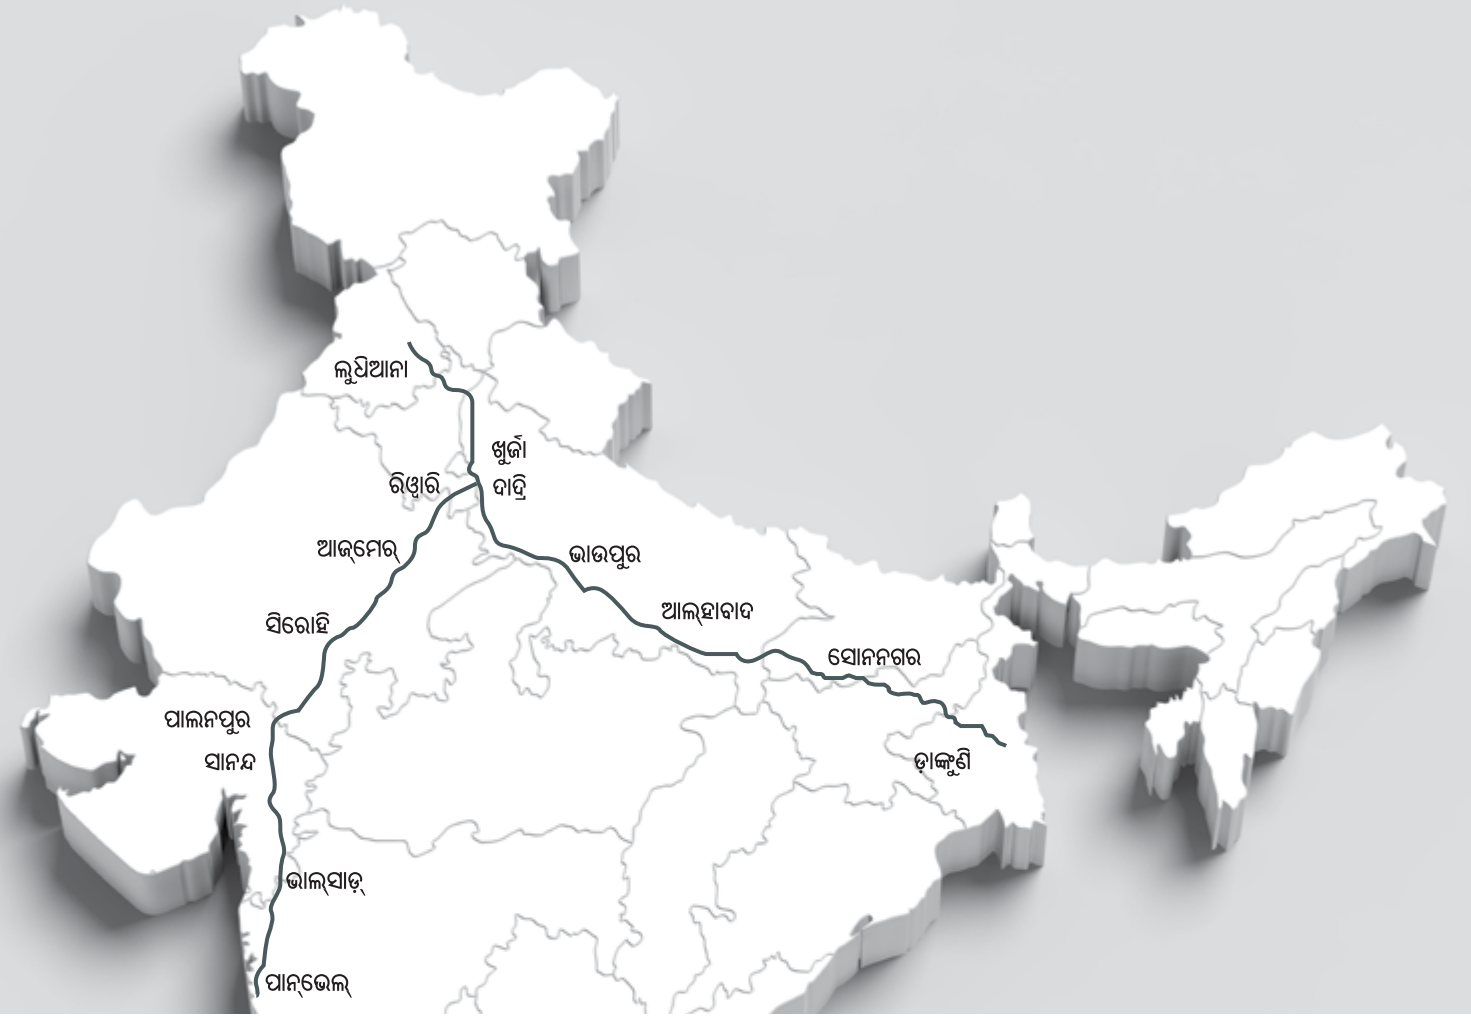 ଲୁଧିଆନା
ଖୁର୍ଜା
ରିୱାରି
ଦାଦ୍ରି
ଆଜ୍‌ମେର୍
ଭାଉପୁର
ସିରୋହି
ଆଲ୍‌ହାବାଦ
ସୋନନଗର
ପାଲନପୁର
ସାନନ୍ଦ
ଡ଼ାଙ୍କୁଣି
ଭାଲ୍‌ସାଡ଼୍
ପାନ୍‌ଭେଲ୍